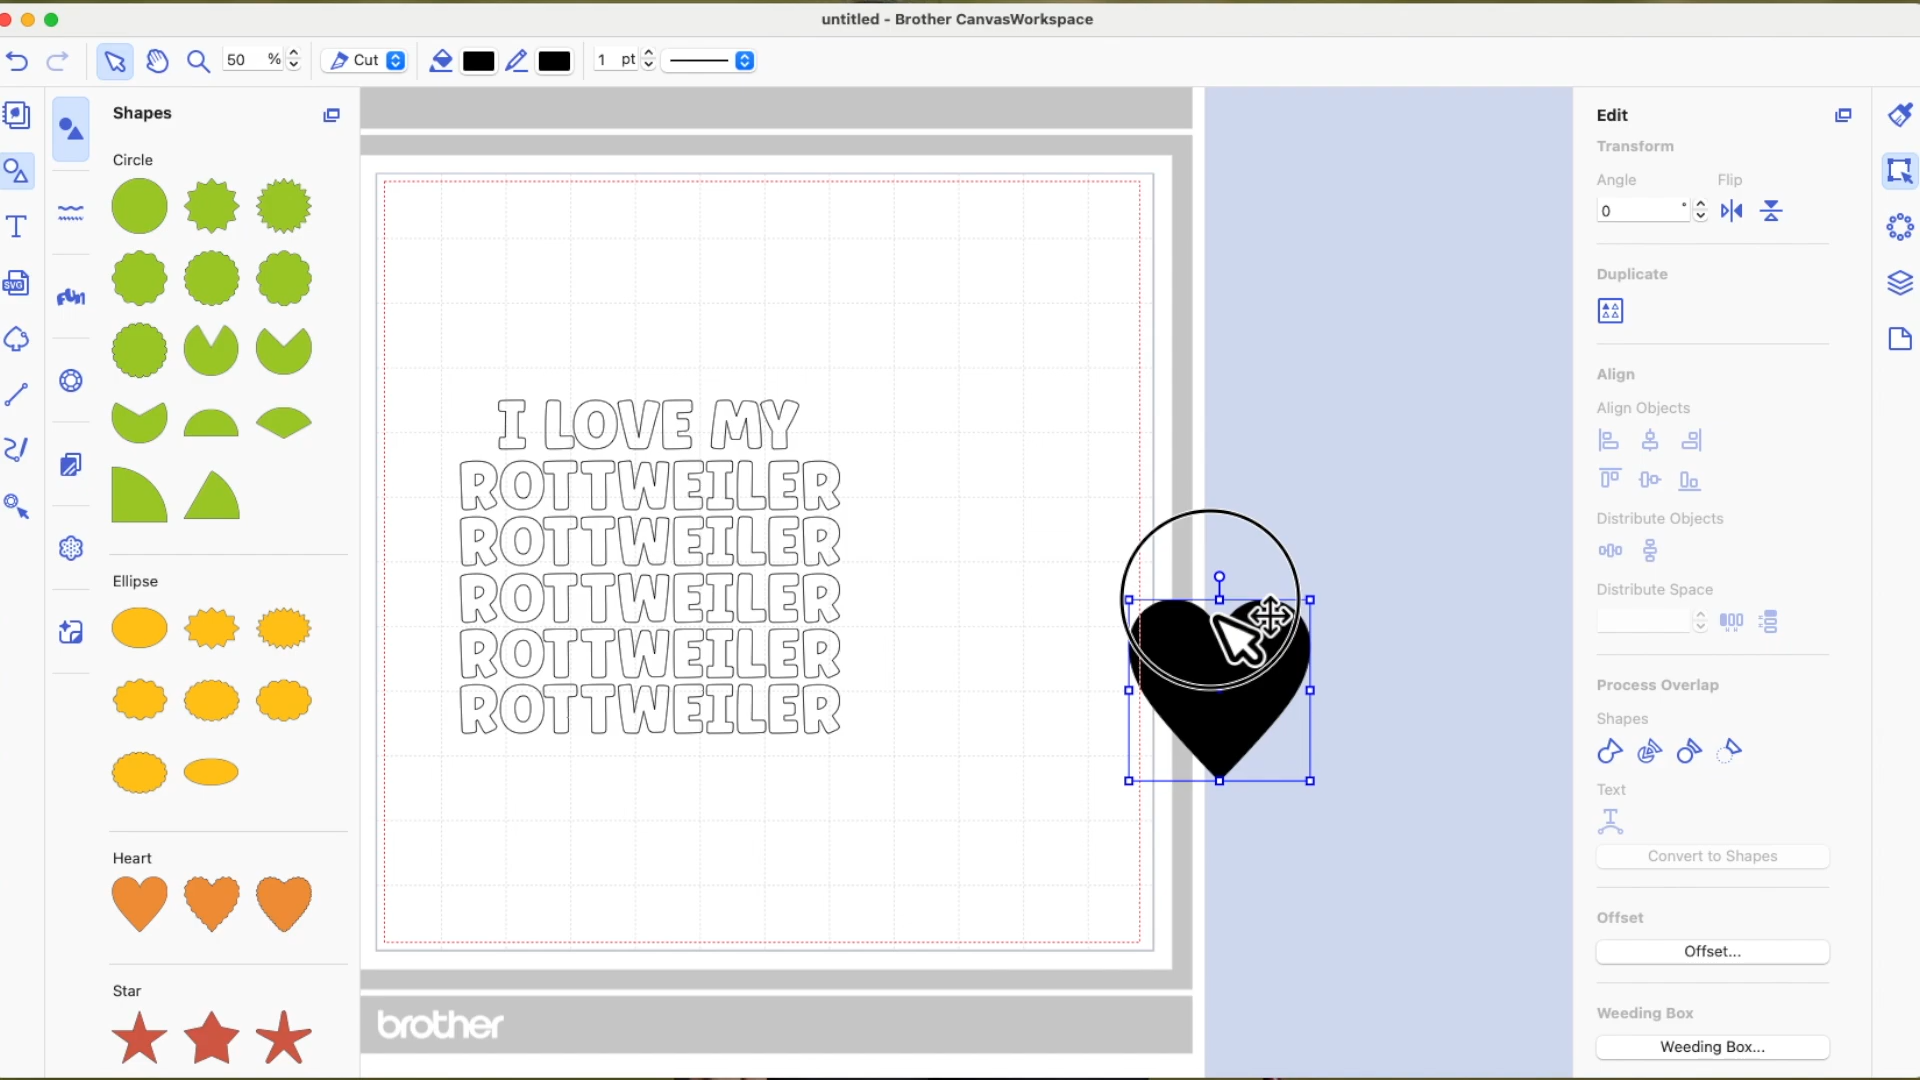 untitled - Brother CanvasWorkspace
50 % Cut 1 pt
Shapes
Circle
Ellipse
Heart
Star
SVG
Fun
I LOVE MY
ROTTWEILER
ROTTWEILER
ROTTWEILER
ROTTWEILER
ROTTWEILER
brother
Edit
Transform
Angle Flip
0 °
Duplicate
Align
Align Objects
Distribute Objects
Distribute Space
Process Overlap
Shapes
Text
Convert to Shapes
Offset
Offset...
Weeding Box
Weeding Box...